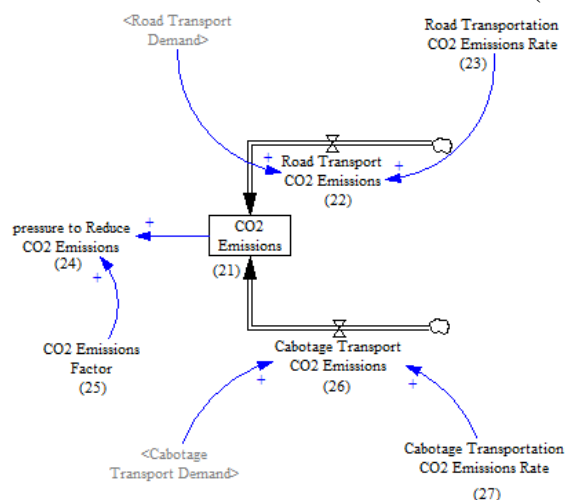 <Road Transport
Demand>
Road Transportation
CO2 Emissions Rate
(23)
+
Road Transport
+
CO2 Emissions
(22)
pressure to Reduce
CO2 Emissions
(24)
+
CO2
Emissions
(21)
+
CO2 Emissions
Factor
(25)
Cabotage Transport
CO2 Emissions
(26)
+
+
<Cabotage
Transport Demand>
Cabotage Transportation
CO2 Emissions Rate
(27)